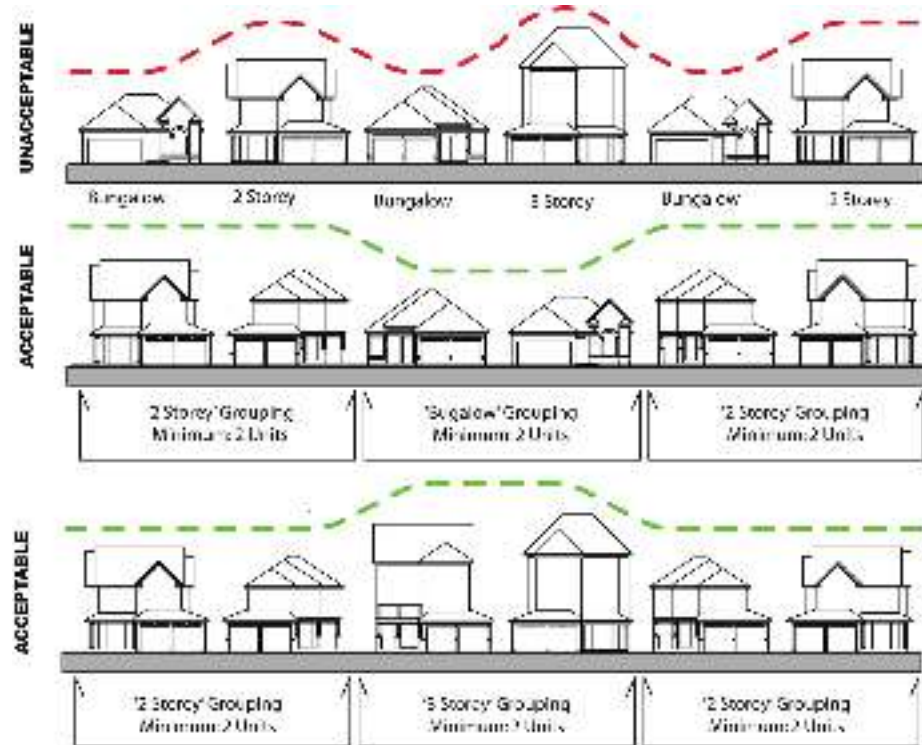 UNACCEPTABLE
Bungalow 2 Storey Bungalow 3 Storey Bungalow 2 Storey
ACCEPTABLE
'2 Storey' Grouping
Minimum: 2 Units
'Bugalow' Grouping
Minimum: 2 Units
'2 Storey' Grouping
Minimum: 2 Units
ACCEPTABLE
'2 Storey' Grouping
Minimum: 2 Units
'3 Storey' Grouping
Minimum: 2 Units
'2 Storey' Grouping
Minimum: 2 Units